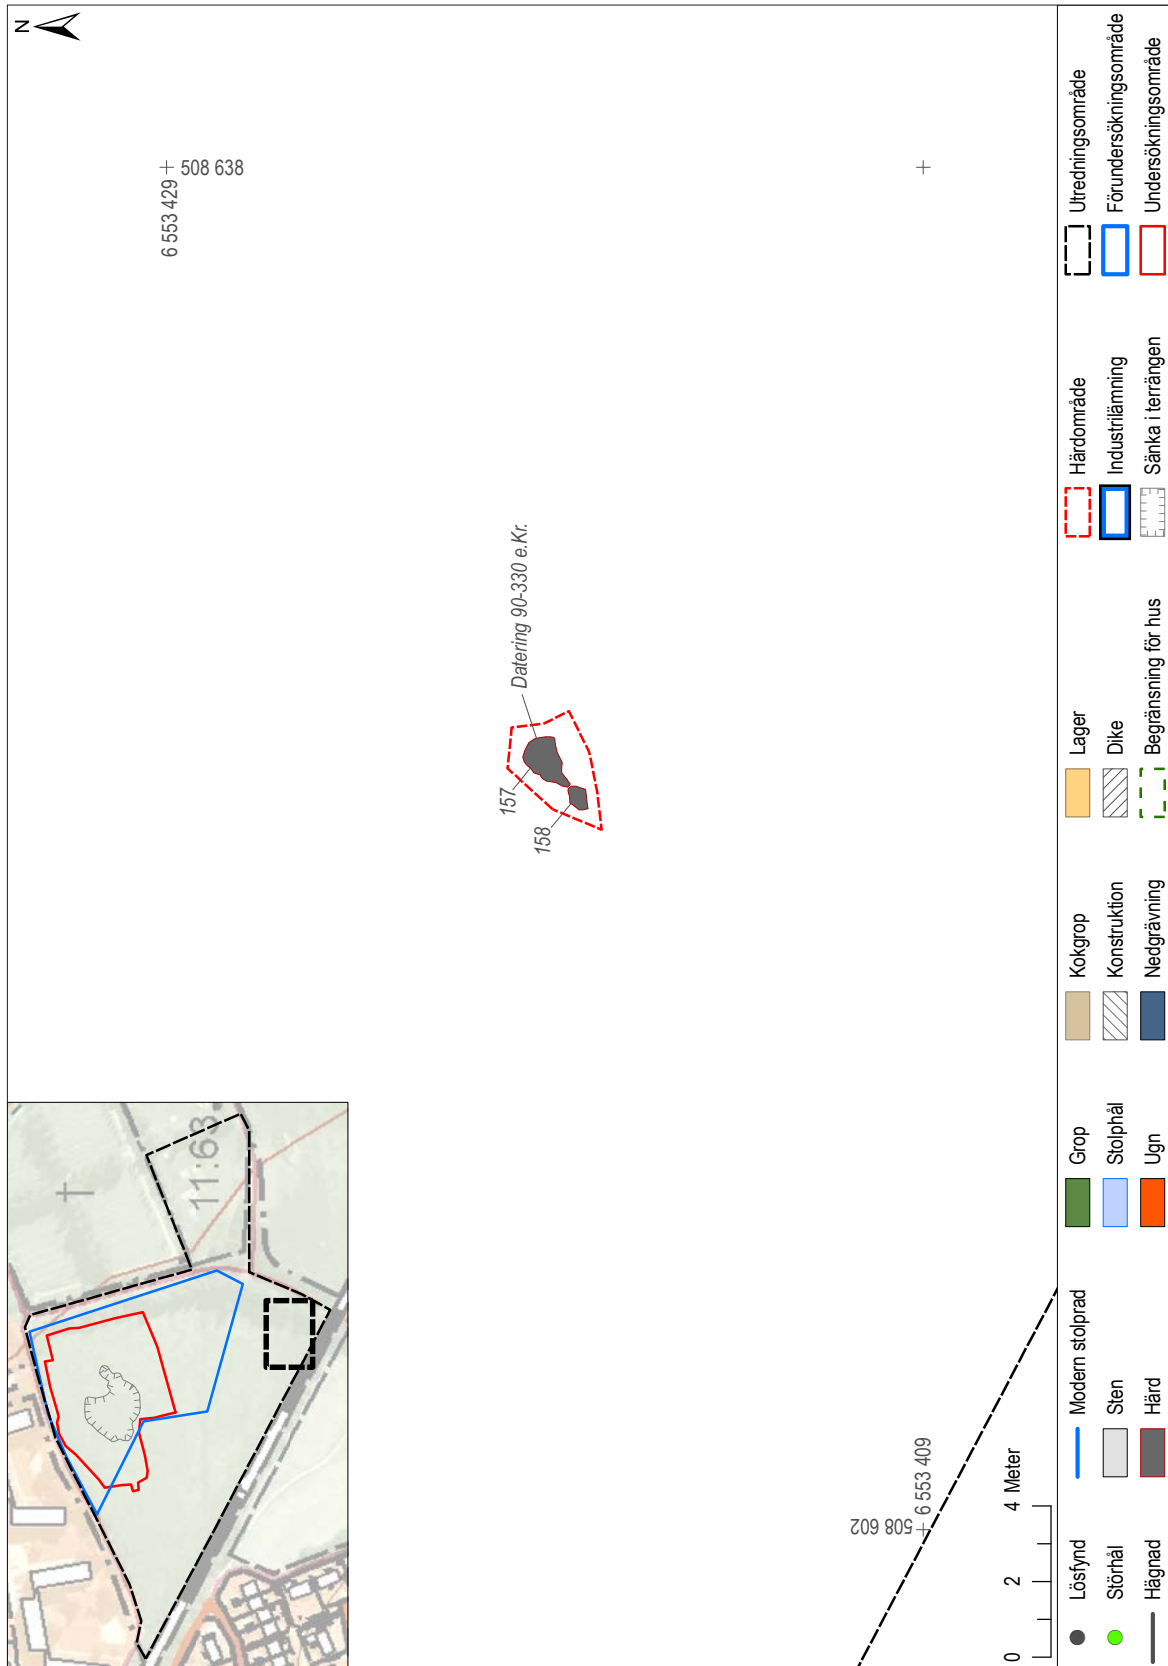 N
11:63
6 553 429
508 638
Datering 90-330 e.Kr.
157
158
508 602
6 553 409
0 2 4 Meter
Lösfynd
Störhål
Hägnad
Modern stolprad
Sten
Härd
Grop
Stolphål
Ugn
Kokgrop
Konstruktion
Nedgrävning
Lager
Dike
Begränsning för hus
Härdområde
Industrilämning
Sänka i terrängen
Utredningsområde
Förundersökningsområde
Undersökningsområde